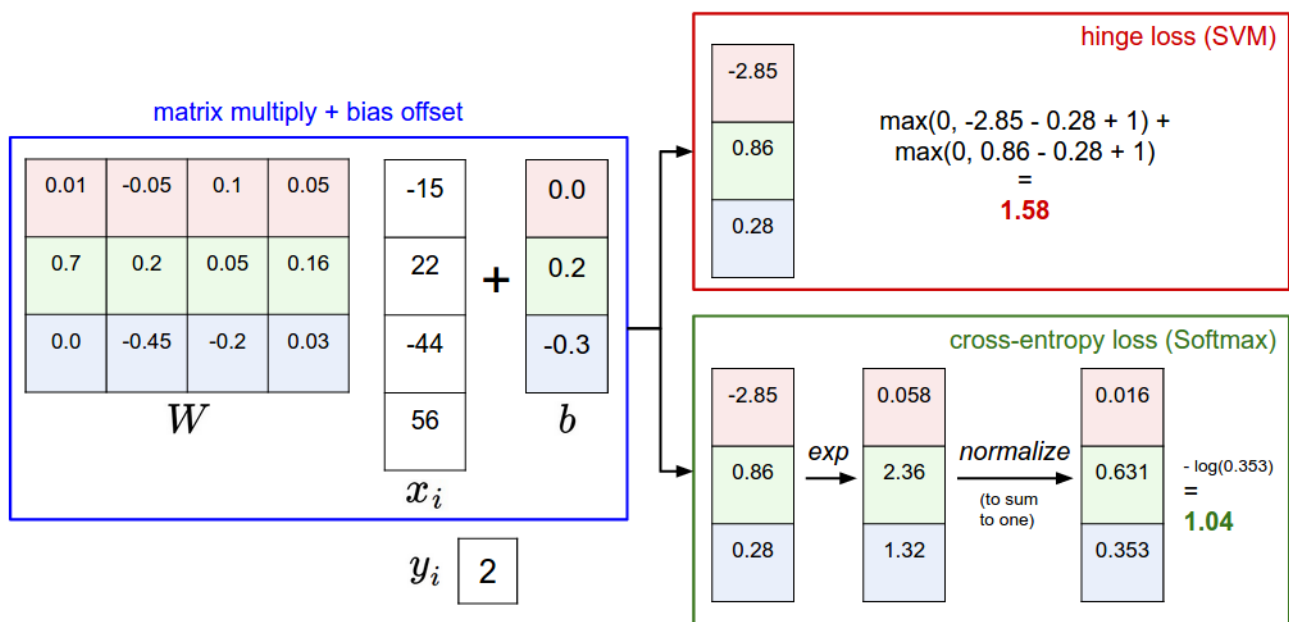 matrix multiply + bias offset
0.01 -0.05 0.1 0.05
0.7 0.2 0.05 0.16
0.0 -0.45 -0.2 0.03
W
-15
22
-44
56
x_i
+
0.0
0.2
-0.3
b
y_i 2
hinge loss (SVM)
-2.85
0.86
0.28
max(0, -2.85 - 0.28 + 1) +
max(0, 0.86 - 0.28 + 1)
=
1.58
cross-entropy loss (Softmax)
-2.85
0.86
0.28
exp
0.058
2.36
1.32
normalize
(to sum
to one)
0.016
0.631
0.353
- log(0.353)
=
1.04